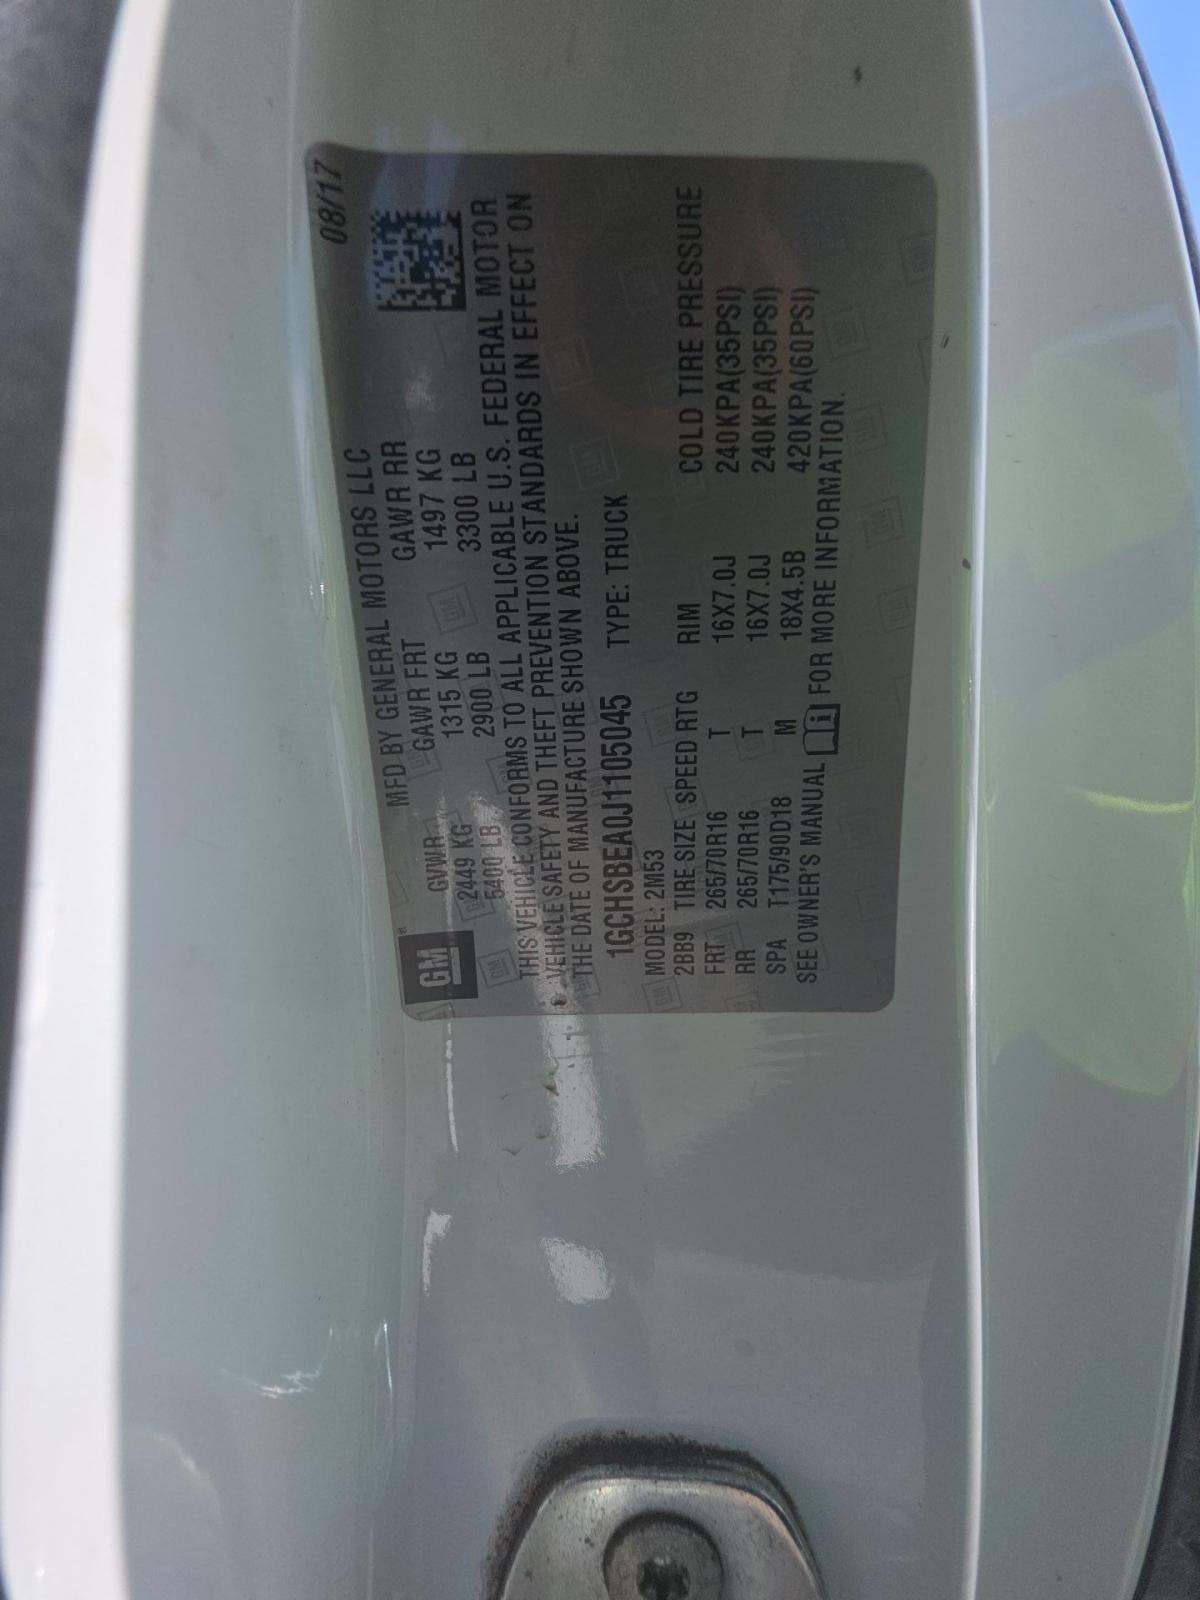 08/17
MFD BY GENERAL MOTORS LLC
GM
GVWR GAWR FRT GAWR RR
2449 KG 1315 KG 1497 KG
5400 LB 2900 LB 3300 LB
THIS VEHICLE CONFORMS TO ALL APPLICABLE U.S. FEDERAL MOTOR
VEHICLE SAFETY AND THEFT PREVENTION STANDARDS IN EFFECT ON
THE DATE OF MANUFACTURE SHOWN ABOVE.
1GCHSBEA0J1105045 TYPE: TRUCK
MODEL: 2M53
2BB9 TIRE SIZE SPEED RTG RIM COLD TIRE PRESSURE
FRT 265/70R16 T 16X7.0J 240KPA(35PSI)
RR 265/70R16 T 16X7.0J 240KPA(35PSI)
SPA T175/90D18 M 18X4.5B 420KPA(60PSI)
SEE OWNER'S MANUAL i FOR MORE INFORMATION.